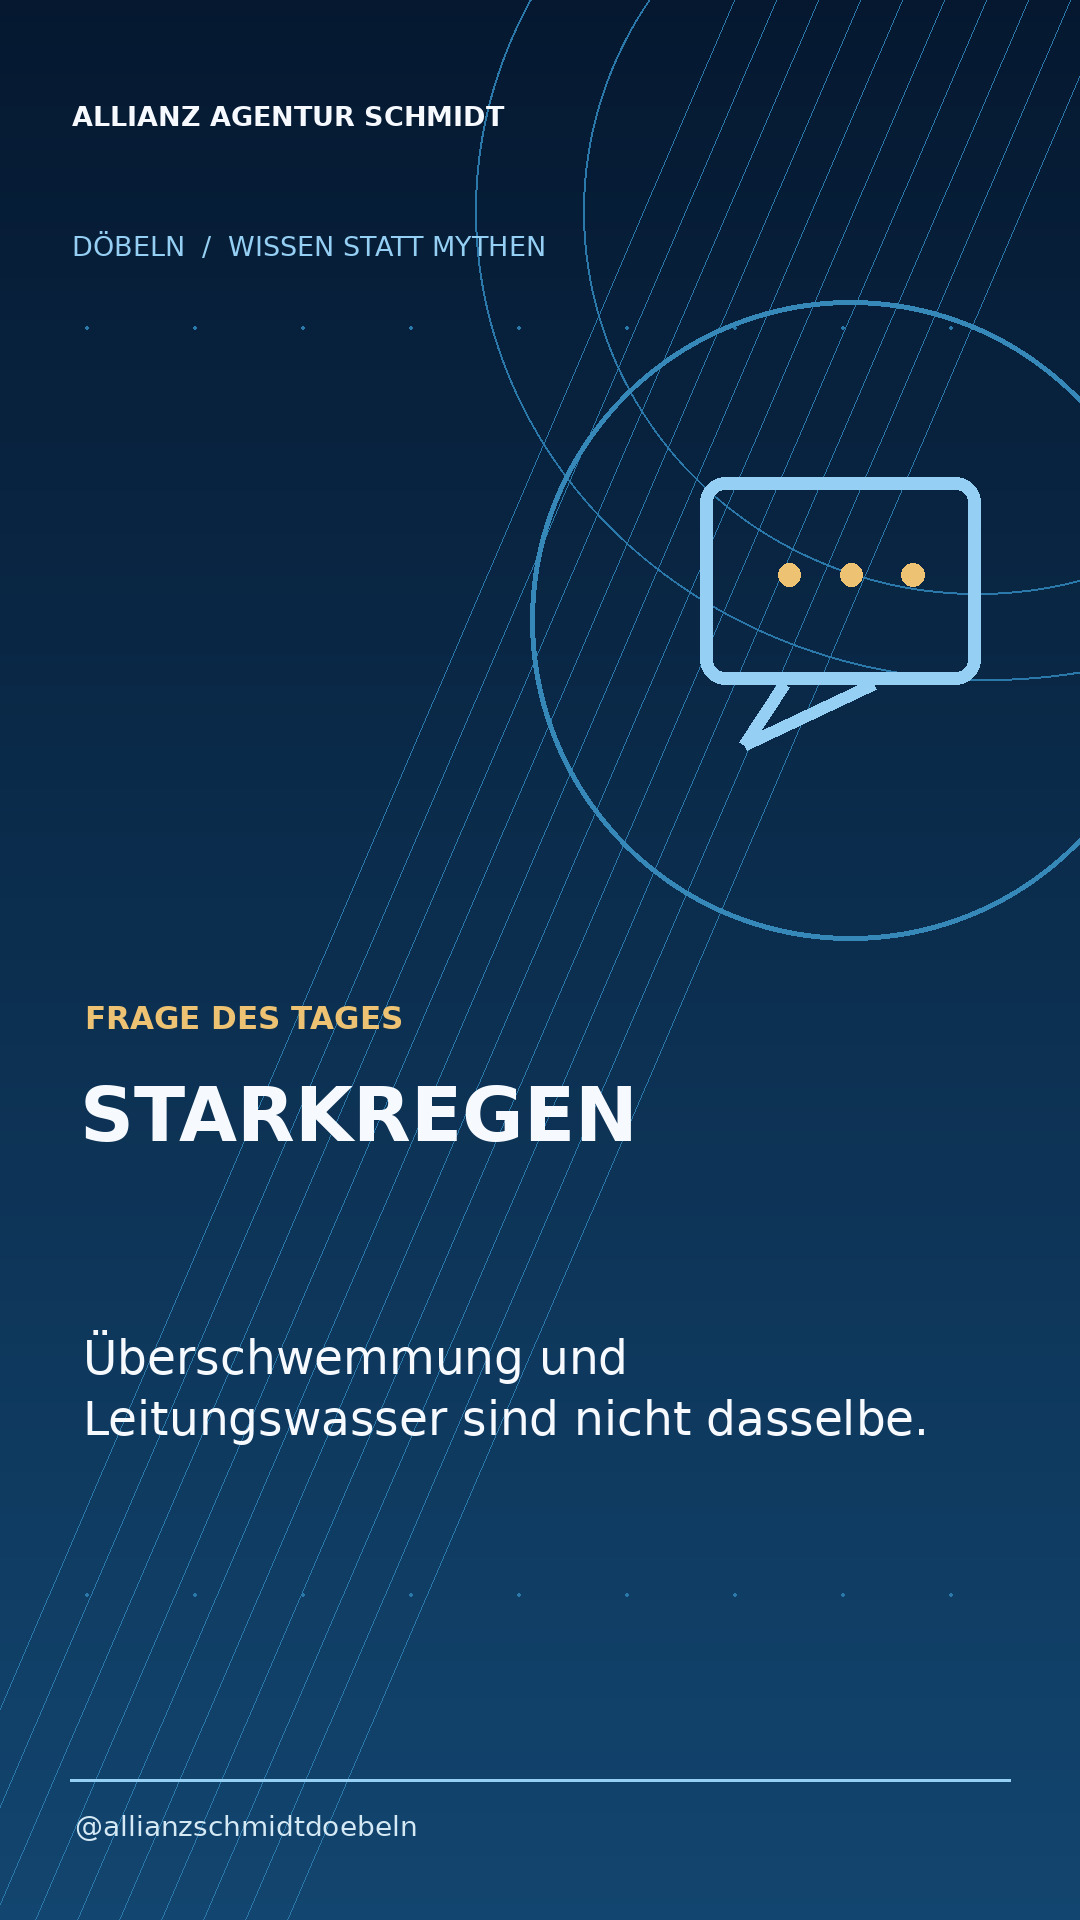 ALLIANZ AGENTUR SCHMIDT
DÖBELN / WISSEN STATT MYTHEN
FRAGE DES TAGES
STARKREGEN
Überschwemmung und
Leitungswasser sind nicht dasselbe.
@allianzschmidtdoebeln